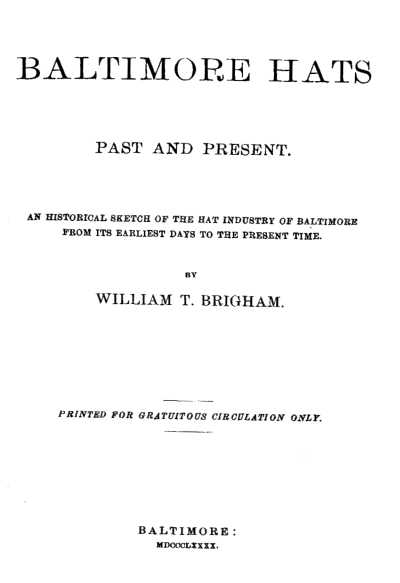 BALTIMORE HATS
PAST AND PRESENT.
AN HISTORICAL SKETCH OF THE HAT INDUSTRY OF BALTIMORE
FROM ITS EARLIEST DAYS TO THE PRESENT TIME.
BY
WILLIAM T. BRIGHAM.
PRINTED FOR GRATUITOUS CIRCULATION ONLY.
BALTIMORE:
MDCCCLXXXX.